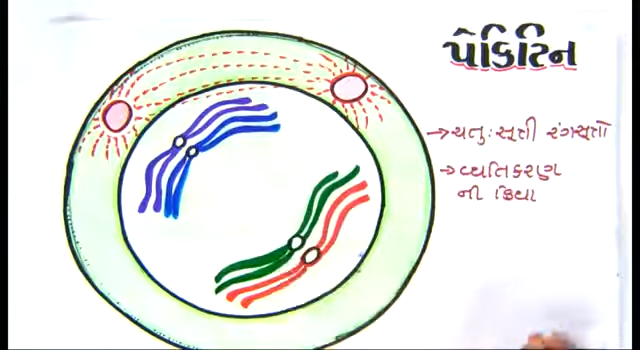 પેકિટિન
→ચતુઃસૂત્રી રંગસૂત્રો
→વ્યતિકરણ
ની ક્રિયા